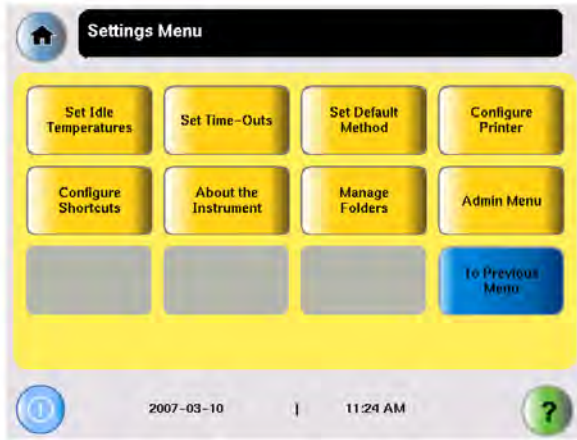 Settings Menu
Set Idle
Temperatures
Set Time-Outs
Set Default
Method
Configure
Printer
Configure
Shortcuts
About the
Instrument
Manage
Folders
Admin Menu
To Previous
Menu
2007-03-10 | 11:24 AM
?